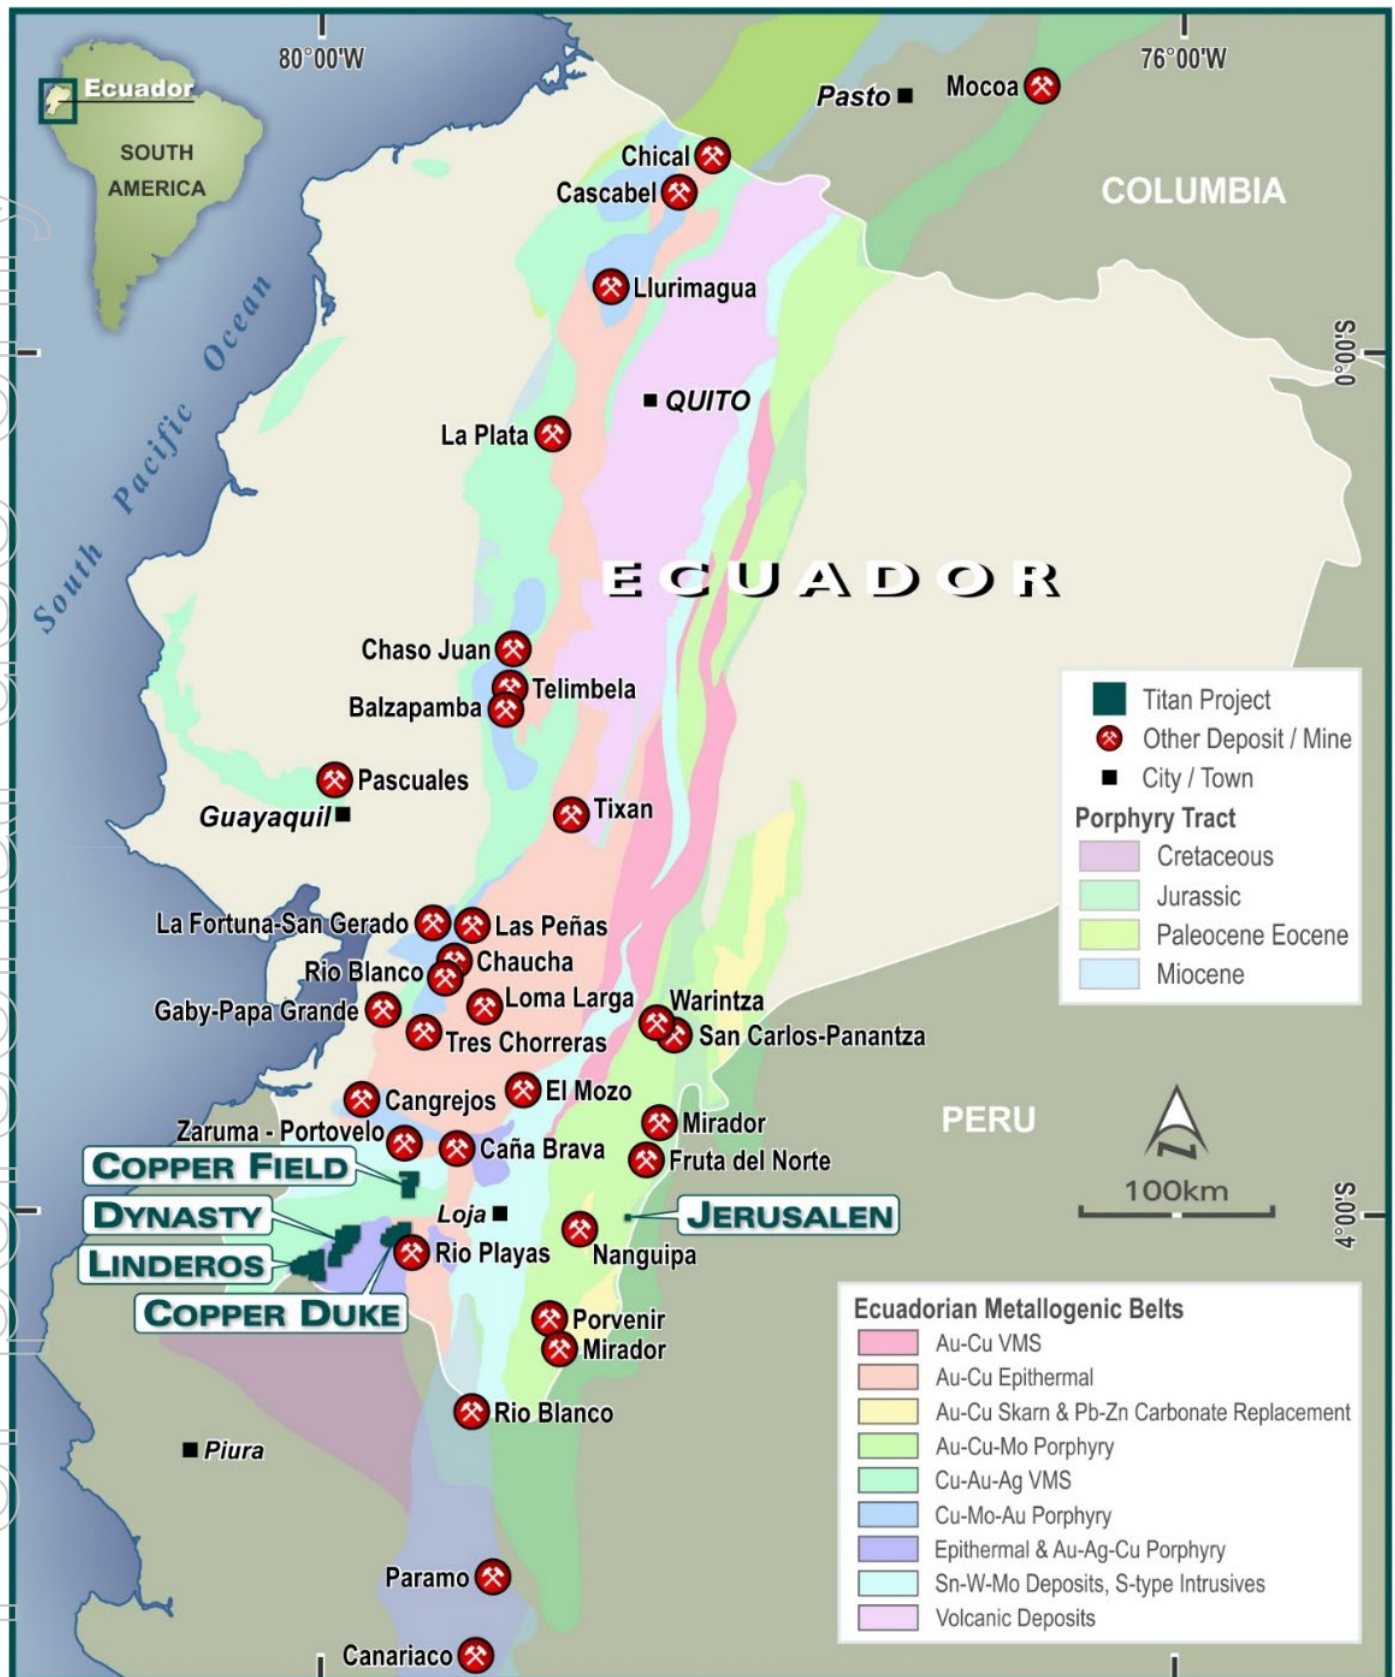 80°00'W
76°00'W
Ecuador
SOUTH
AMERICA
Pasto
Mocoa
Chical
Cascabel
COLUMBIA
Llurimagua
South Pacific Ocean
0°00'S
QUITO
La Plata
ECUADOR
Chaso Juan
Telimbela
Balzapamba
Pascuales
Guayaquil
Tixan
Titan Project
Other Deposit / Mine
City / Town
Porphyry Tract
Cretaceous
Jurassic
Paleocene Eocene
Miocene
La Fortuna-San Gerado
Las Peñas
Chaucha
Rio Blanco
Loma Larga
Warintza
Gaby-Papa Grande
San Carlos-Panantza
Tres Chorreras
El Mozo
Cangrejos
Mirador
PERU
N
Zaruma - Portovelo
Caña Brava
Fruta del Norte
COPPER FIELD
100km
DYNASTY
Loja
JERUSALEN
4°00'S
LINDEROS
Rio Playas
Nanguipa
COPPER DUKE
Porvenir
Mirador
Rio Blanco
Piura
Paramo
Canariaco
Ecuadorian Metallogenic Belts
Au-Cu VMS
Au-Cu Epithermal
Au-Cu Skarn & Pb-Zn Carbonate Replacement
Au-Cu-Mo Porphyry
Cu-Au-Ag VMS
Cu-Mo-Au Porphyry
Epithermal & Au-Ag-Cu Porphyry
Sn-W-Mo Deposits, S-type Intrusives
Volcanic Deposits